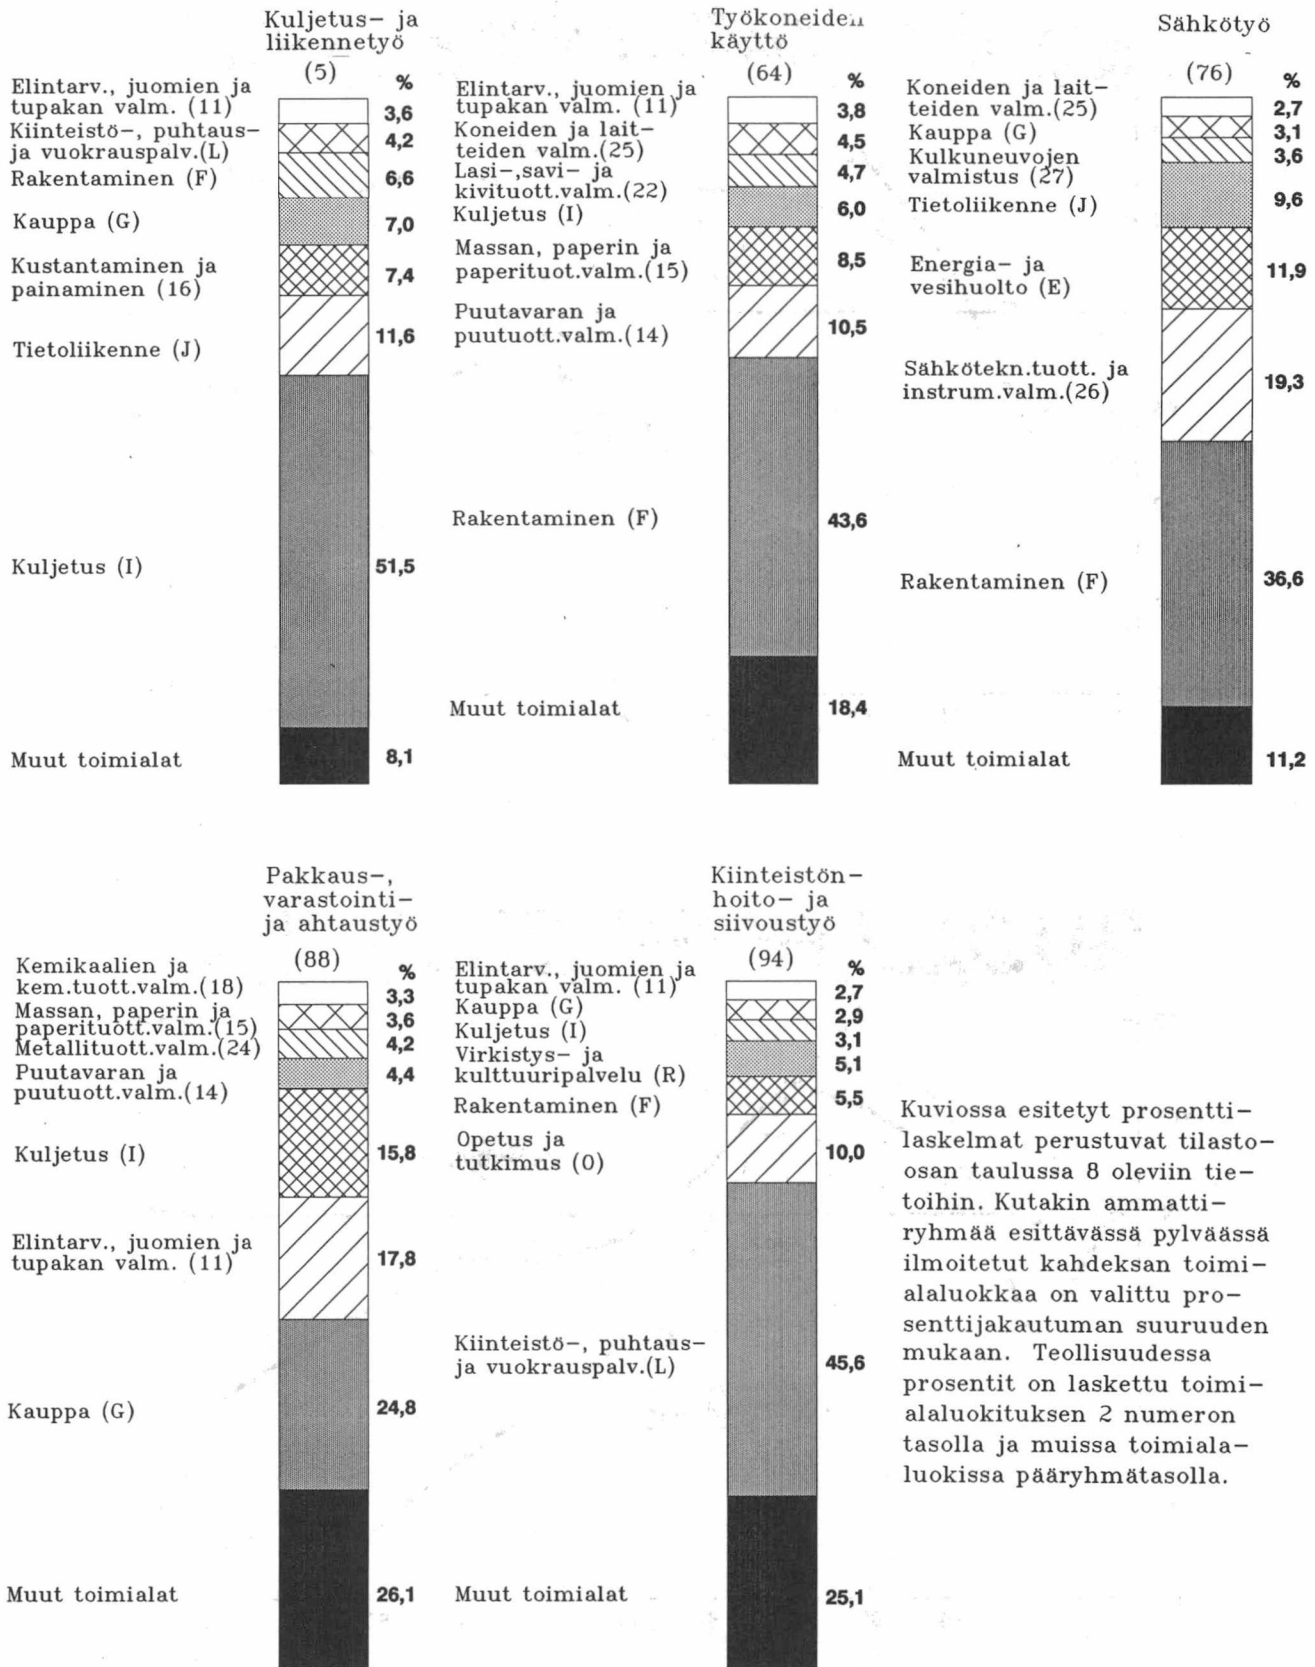 Kuljetus- ja
liikennetyö
(5)
%
Elintarv., juomien ja
tupakan valm. (11)
3,6
Kiinteistö-, puhtaus-
ja vuokrauspalv.(L)
4,2
Rakentaminen (F)
6,6
Kauppa (G)
7,0
Kustantaminen ja
painaminen (16)
7,4
Tietoliikenne (J)
11,6
Kuljetus (I)
51,5
Muut toimialat
8,1
Työkoneiden
käyttö
(64)
%
Elintarv., juomien ja
tupakan valm. (11)
3,8
Koneiden ja lait-
teiden valm.(25)
4,5
Lasi-,savi- ja
kivituott.valm.(22)
4,7
Kuljetus (I)
6,0
Massan, paperin ja
paperituot.valm.(15)
8,5
Puutavaran ja
puutuott.valm.(14)
10,5
Rakentaminen (F)
43,6
Muut toimialat
18,4
Sähkötyö
(76)
%
Koneiden ja lait-
teiden valm.(25)
2,7
Kauppa (G)
3,1
Kulkuneuvojen
valmistus (27)
3,6
Tietoliikenne (J)
9,6
Energia- ja
vesihuolto (E)
11,9
Sähkötekn.tuott. ja
instrum.valm.(26)
19,3
Rakentaminen (F)
36,6
Muut toimialat
11,2
Pakkaus-,
varastointi-
ja ahtaustyö
(88)
%
Kemikaalien ja
kem.tuott.valm.(18)
3,3
Massan, paperin ja
paperituott.valm.(15)
3,6
Metallituott.valm.(24)
4,2
Puutavaran ja
puutuott.valm.(14)
4,4
Kuljetus (I)
15,8
Elintarv., juomien ja
tupakan valm. (11)
17,8
Kauppa (G)
24,8
Muut toimialat
26,1
Kiinteistön-
hoito- ja
siivoustyö
(94)
%
Elintarv., juomien ja
tupakan valm. (11)
2,7
Kauppa (G)
2,9
Kuljetus (I)
3,1
Virkistys- ja
kulttuuripalvelu (R)
5,1
Rakentaminen (F)
5,5
Opetus ja
tutkimus (O)
10,0
Kiinteistö-, puhtaus-
ja vuokrauspalv.(L)
45,6
Muut toimialat
25,1
Kuviossa esitetyt prosentti-
laskelmat perustuvat tilasto-
osan taulussa 8 oleviin tie-
toihin. Kutakin ammatti-
ryhmää esittävässä pylväässä
ilmoitetut kahdeksan toimi-
alaluokkaa on valittu pro-
senttijakautuman suuruuden
mukaan. Teollisuudessa
prosentit on laskettu toimi-
alaluokituksen 2 numeron
tasolla ja muissa toimiala-
luokissa pääryhmätasolla.